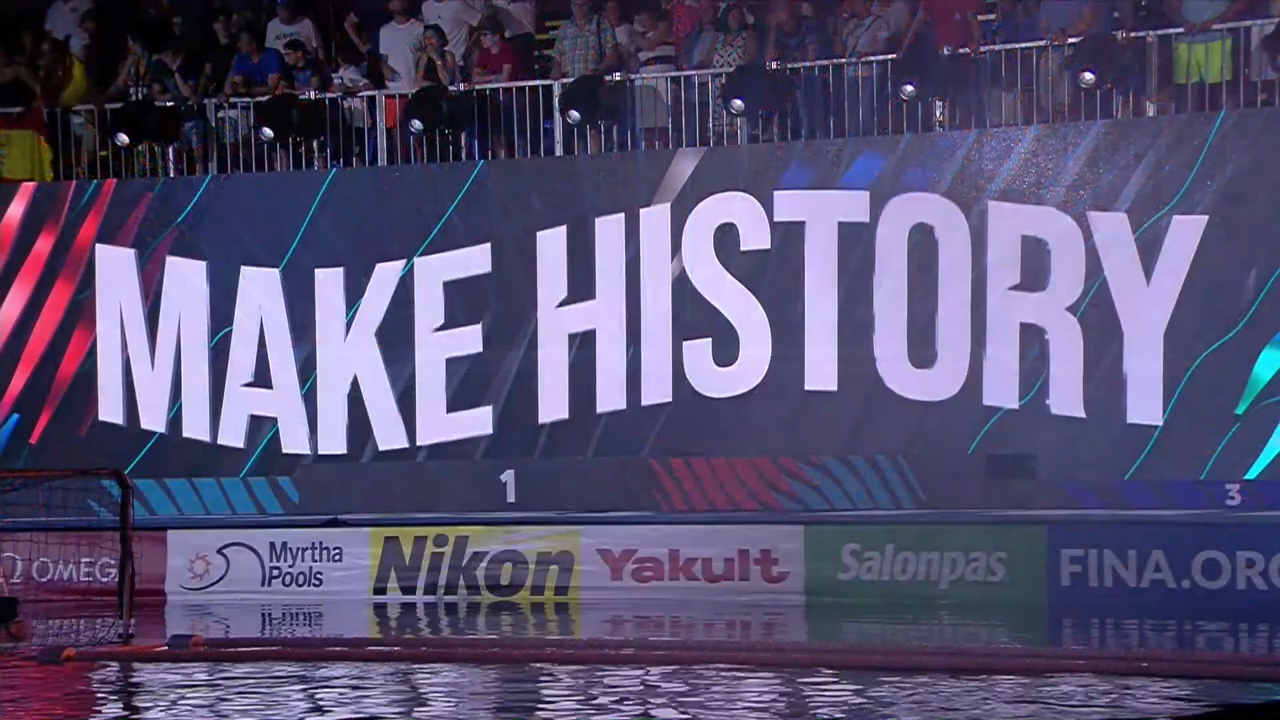 MAKE HISTORY
1
3
Ω OMEGA
Myrtha
Pools
Nikon
Yakult
Salonpas
FINA.ORG